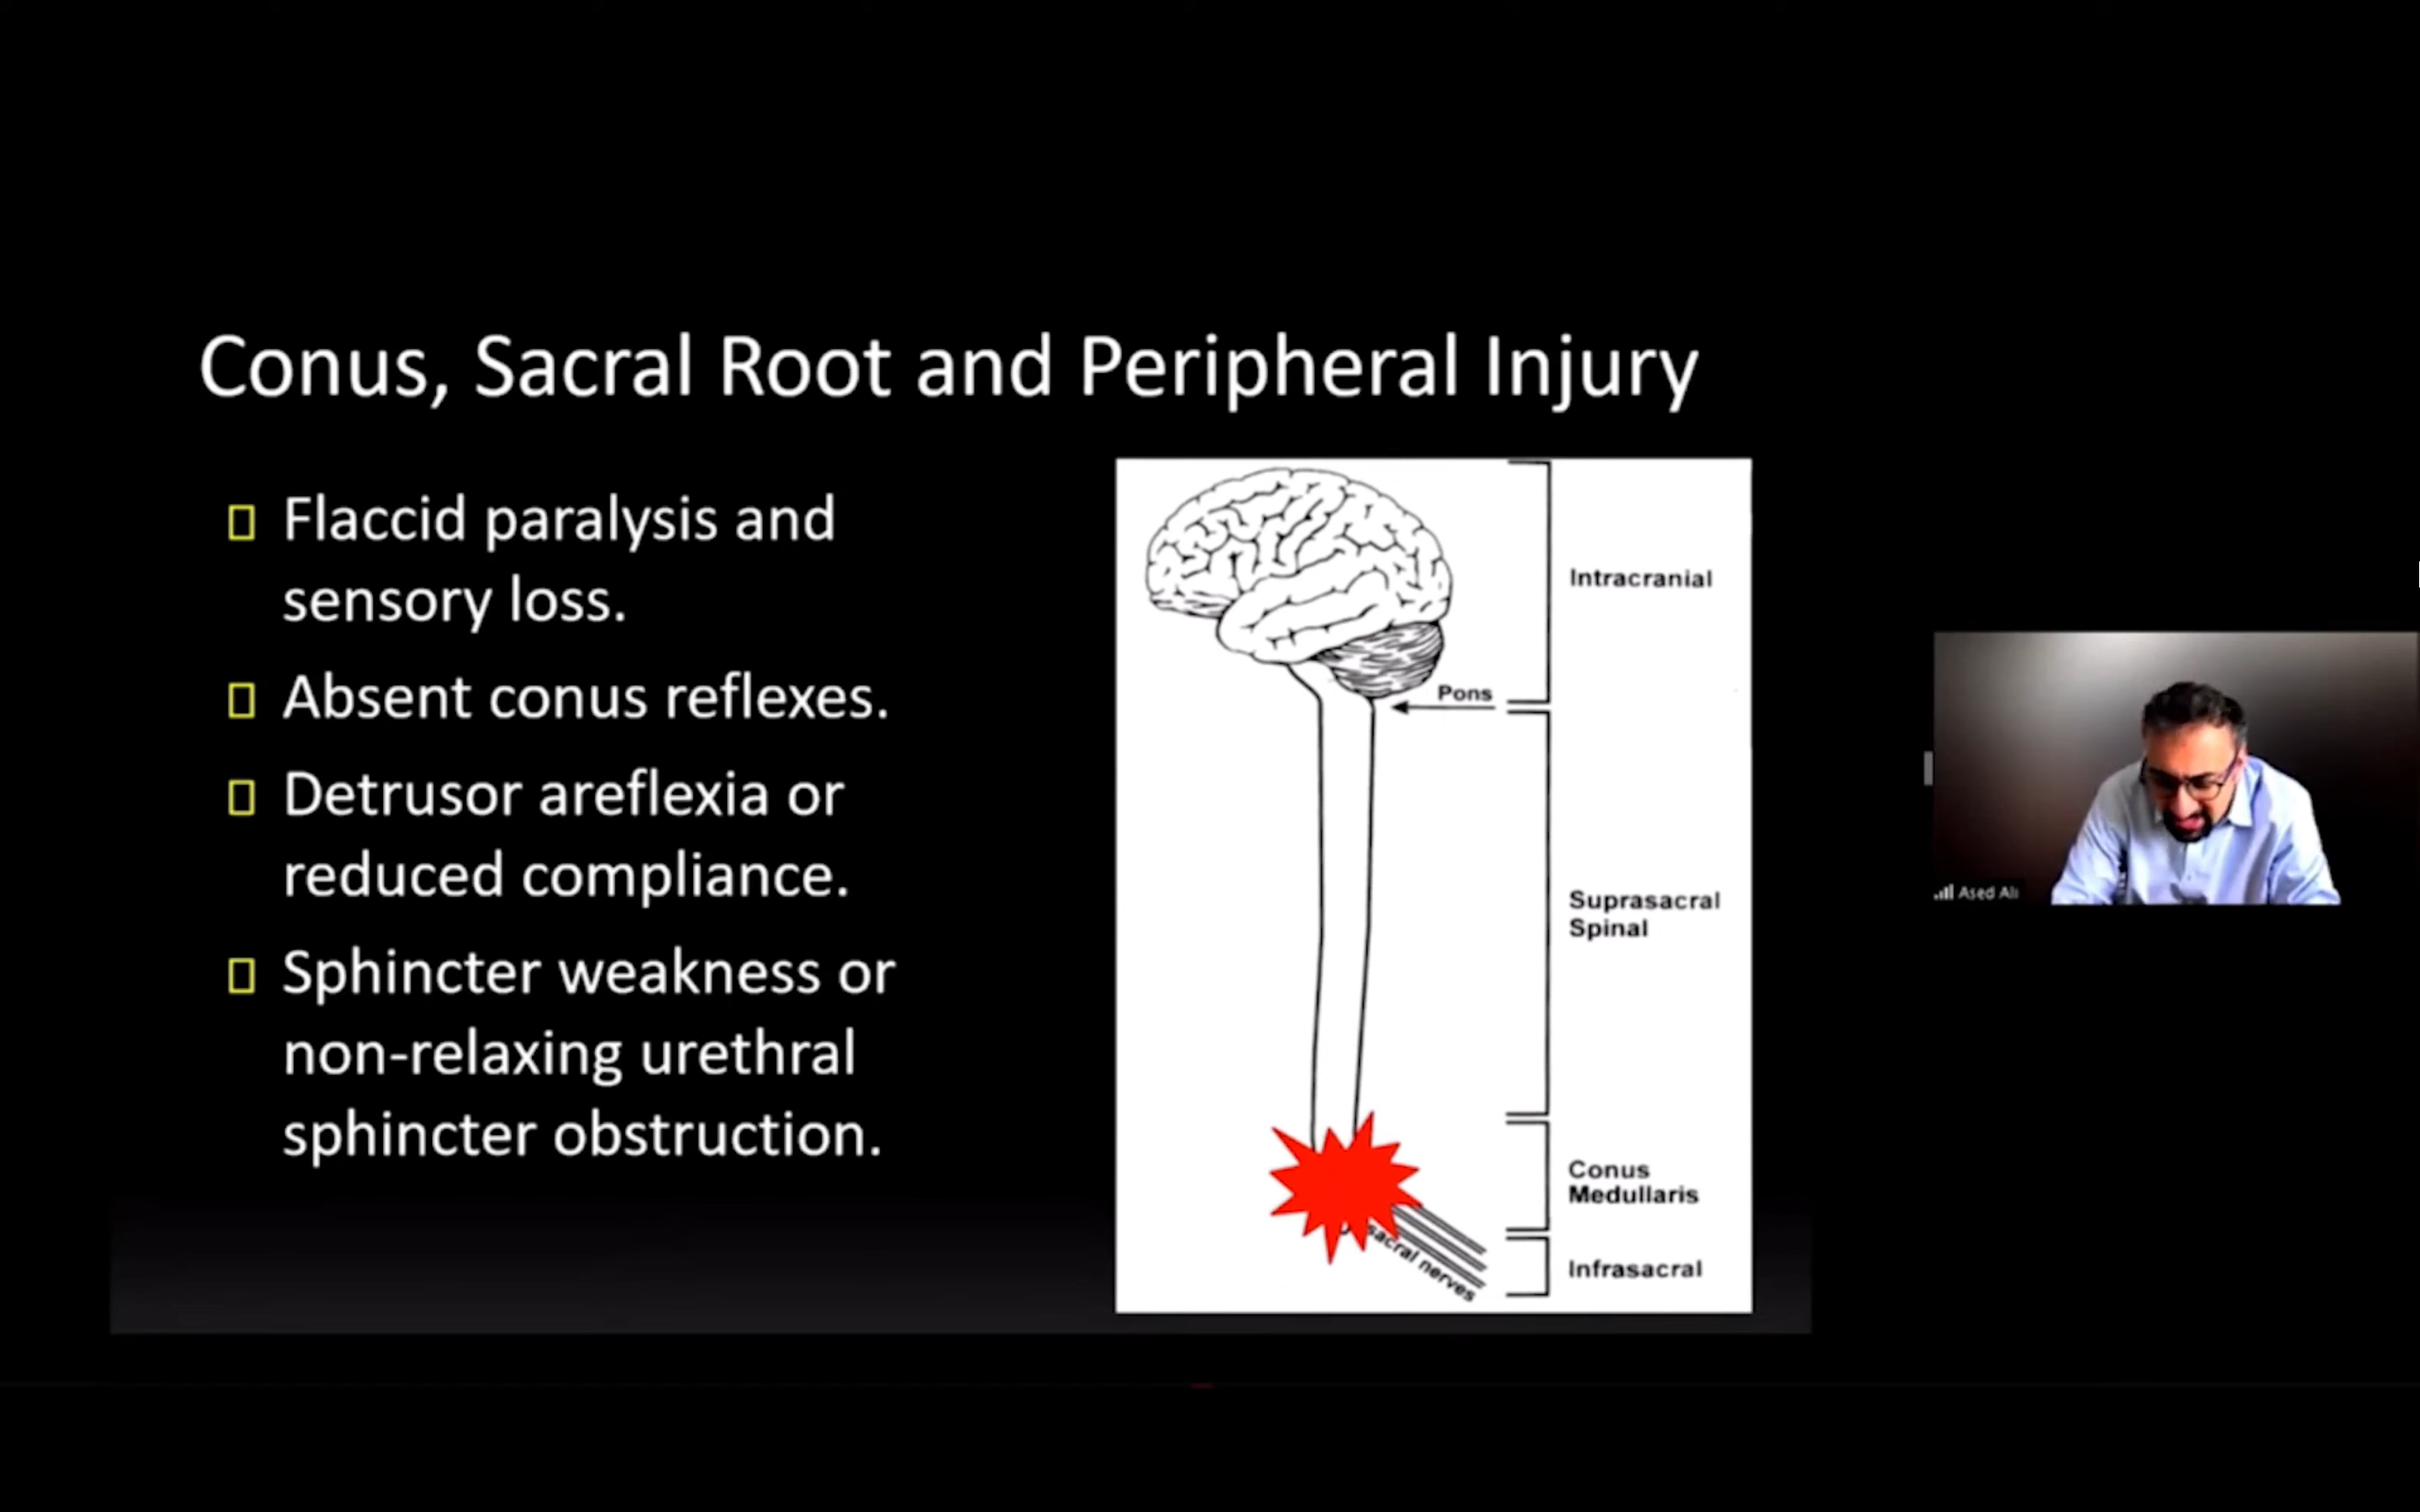 Conus, Sacral Root and Peripheral Injury
Flaccid paralysis and
sensory loss.
Absent conus reflexes.
Detrusor areflexia or
reduced compliance.
Sphincter weakness or
non-relaxing urethral
sphincter obstruction.
Intracranial
Pons
Suprasacral
Spinal
Conus
Medullaris
sacral nerves
Infrasacral
Ased Ali